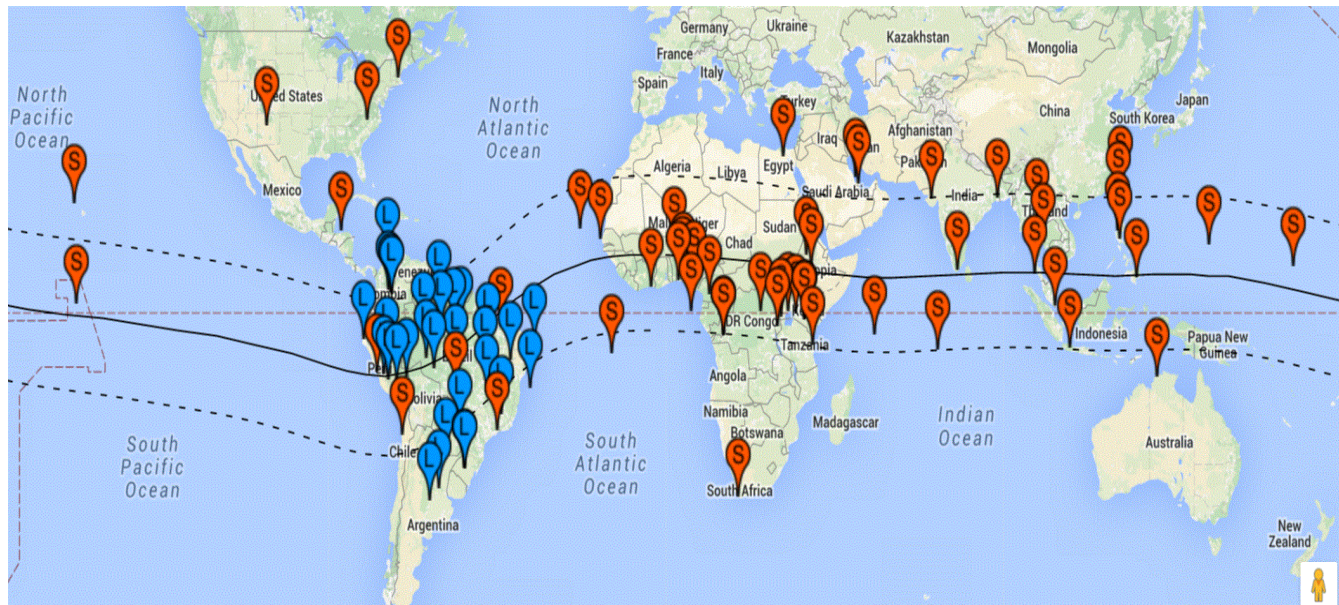 Germany
Ukraine
Kazakhstan
Mongolia
France
Italy
Spain
Turkey
United States
North
Pacific
Ocean
North
Atlantic
Ocean
China
Japan
South Korea
Iraq
Afghanistan
Algeria
Libya
Egypt
Saudi Arabia
India
Mexico
Mali
Niger
Chad
Sudan
Thailand
DR Congo
Tanzania
Indonesia
Papua New
Guinea
Angola
Bolivia
Namibia
Botswana
Madagascar
Indian
Ocean
South
Pacific
Ocean
South
Atlantic
Ocean
Chile
Australia
South Africa
Argentina
New
Zealand
S
L